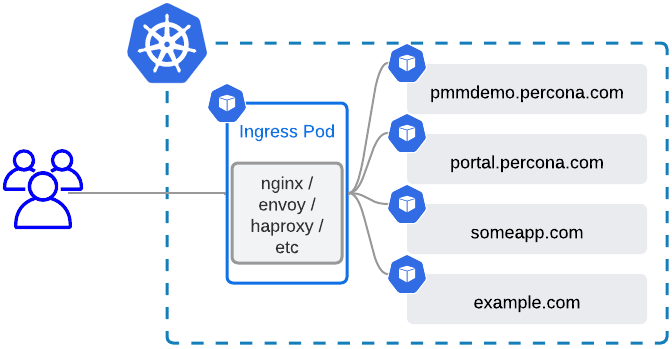 Ingress Pod
nginx /
envoy /
haproxy /
etc
pmmdemo.percona.com
portal.percona.com
someapp.com
example.com